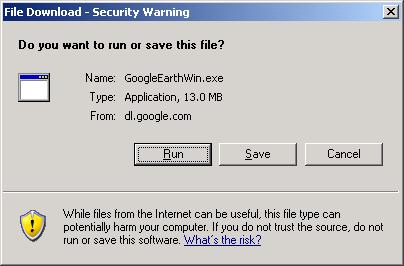 File Download - Security Warning
Do you want to run or save this file?
Name: GoogleEarthWin.exe
Type: Application, 13.0 MB
From: dl.google.com
Run Save Cancel
While files from the Internet can be useful, this file type can
potentially harm your computer. If you do not trust the source, do not
run or save this software. What's the risk?